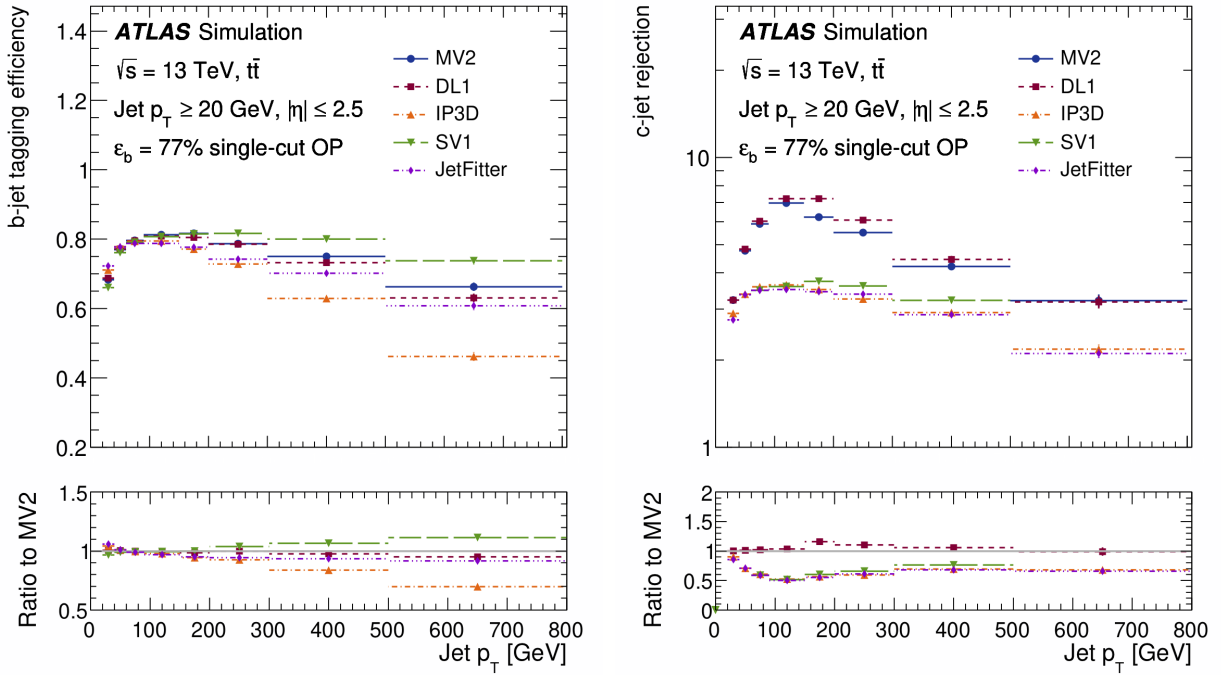 b-jet tagging efficiency
ATLAS Simulation
√s = 13 TeV, tt̄
Jet p_T ≥ 20 GeV, |η| ≤ 2.5
ε_b = 77% single-cut OP
MV2
DL1
IP3D
SV1
JetFitter
1.4
1.2
1
0.8
0.6
0.4
0.2
Ratio to MV2
1.5
1
0.5
0 100 200 300 400 500 600 700 800
Jet p_T [GeV]
c-jet rejection
ATLAS Simulation
√s = 13 TeV, tt̄
Jet p_T ≥ 20 GeV, |η| ≤ 2.5
ε_b = 77% single-cut OP
MV2
DL1
IP3D
SV1
JetFitter
10
1
Ratio to MV2
2
1.5
1
0.5
0
0 100 200 300 400 500 600 700 800
Jet p_T [GeV]